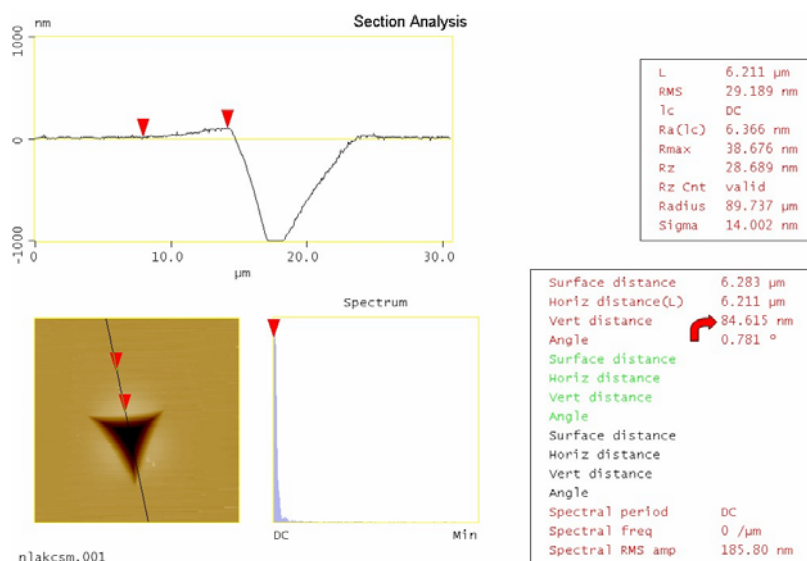 Section Analysis
nm
1000
0
-1000
0
10.0
20.0
30.0
µm
L 6.211 µm
RMS 29.189 nm
lc DC
Ra(lc) 6.366 nm
Rmax 38.676 nm
Rz 28.689 nm
Rz Cnt valid
Radius 89.737 µm
Sigma 14.002 nm
Spectrum
DC Min
Surface distance 6.283 µm
Horiz distance(L) 6.211 µm
Vert distance 84.615 nm
Angle 0.781 °
Surface distance
Horiz distance
Vert distance
Angle
Surface distance
Horiz distance
Vert distance
Angle
Spectral period DC
Spectral freq 0 /µm
Spectral RMS amp 185.80 nm
nlakcsm.001